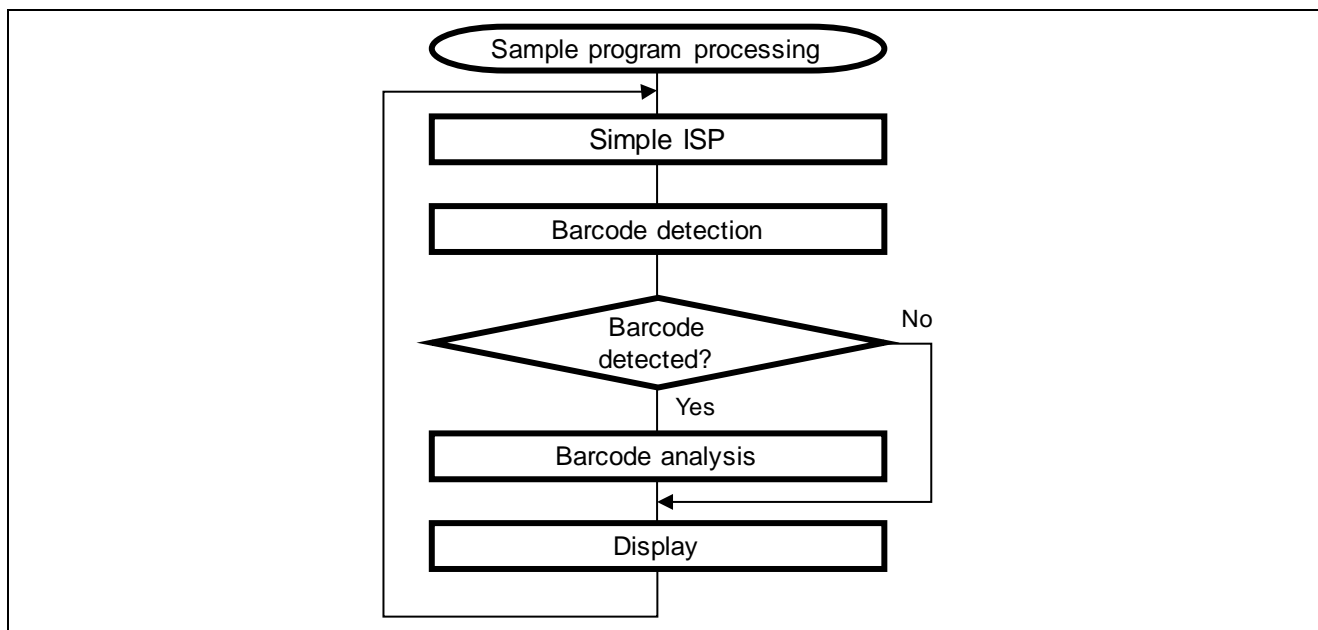 Sample program processing
Simple ISP
Barcode detection
Barcode
detected?
No
Yes
Barcode analysis
Display